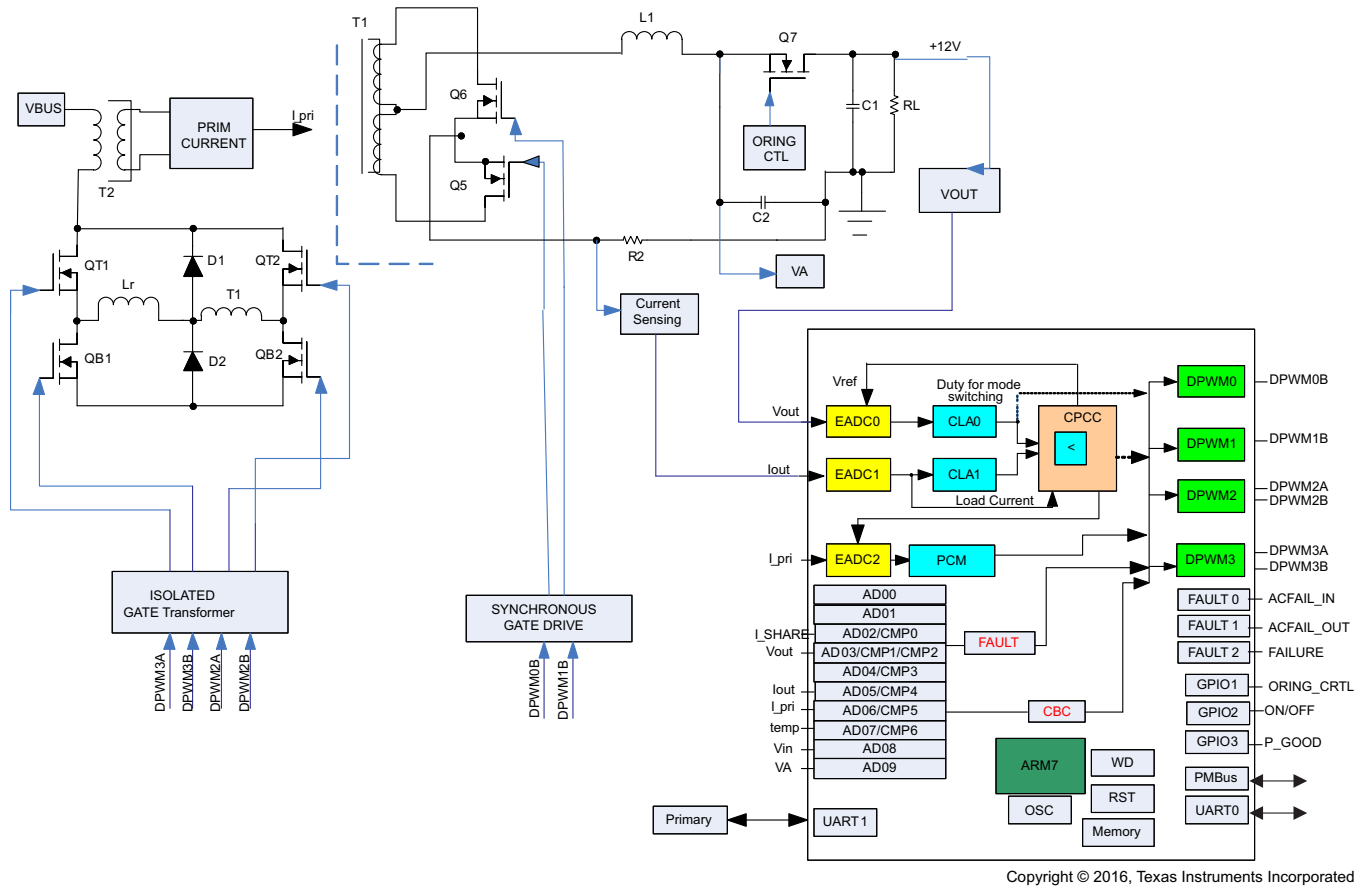 T1
L1
Q7
+12V
VBUS
PRIM
CURRENT
I_pri
T2
Q6
Q5
C1
RL
ORING
CTL
VOUT
C2
R2
VA
Current
Sensing
QT1
D1
QT2
Lr
T1
QB1
D2
QB2
ISOLATED
GATE Transformer
DPWM3A
DPWM3B
DPWM2A
DPWM2B
SYNCHRONOUS
GATE DRIVE
DPWM0B
DPWM1B
Vref
Duty for mode
switching
Vout
EADC0
CLA0
CPCC
<
Iout
EADC1
CLA1
Load Current
I_pri
EADC2
PCM
DPWM0
DPWM0B
DPWM1
DPWM1B
DPWM2
DPWM2A
DPWM2B
DPWM3
DPWM3A
DPWM3B
AD00
AD01
I_SHARE
AD02/CMP0
Vout
AD03/CMP1/CMP2
AD04/CMP3
Iout
AD05/CMP4
I_pri
AD06/CMP5
temp
AD07/CMP6
Vin
AD08
VA
AD09
FAULT
CBC
FAULT 0
ACFAIL_IN
FAULT 1
ACFAIL_OUT
FAULT 2
FAILURE
GPIO1
ORING_CRTL
GPIO2
ON/OFF
GPIO3
P_GOOD
ARM7
WD
OSC
RST
Memory
PMBus
UART0
Primary
UART 1
Copyright © 2016, Texas Instruments Incorporated